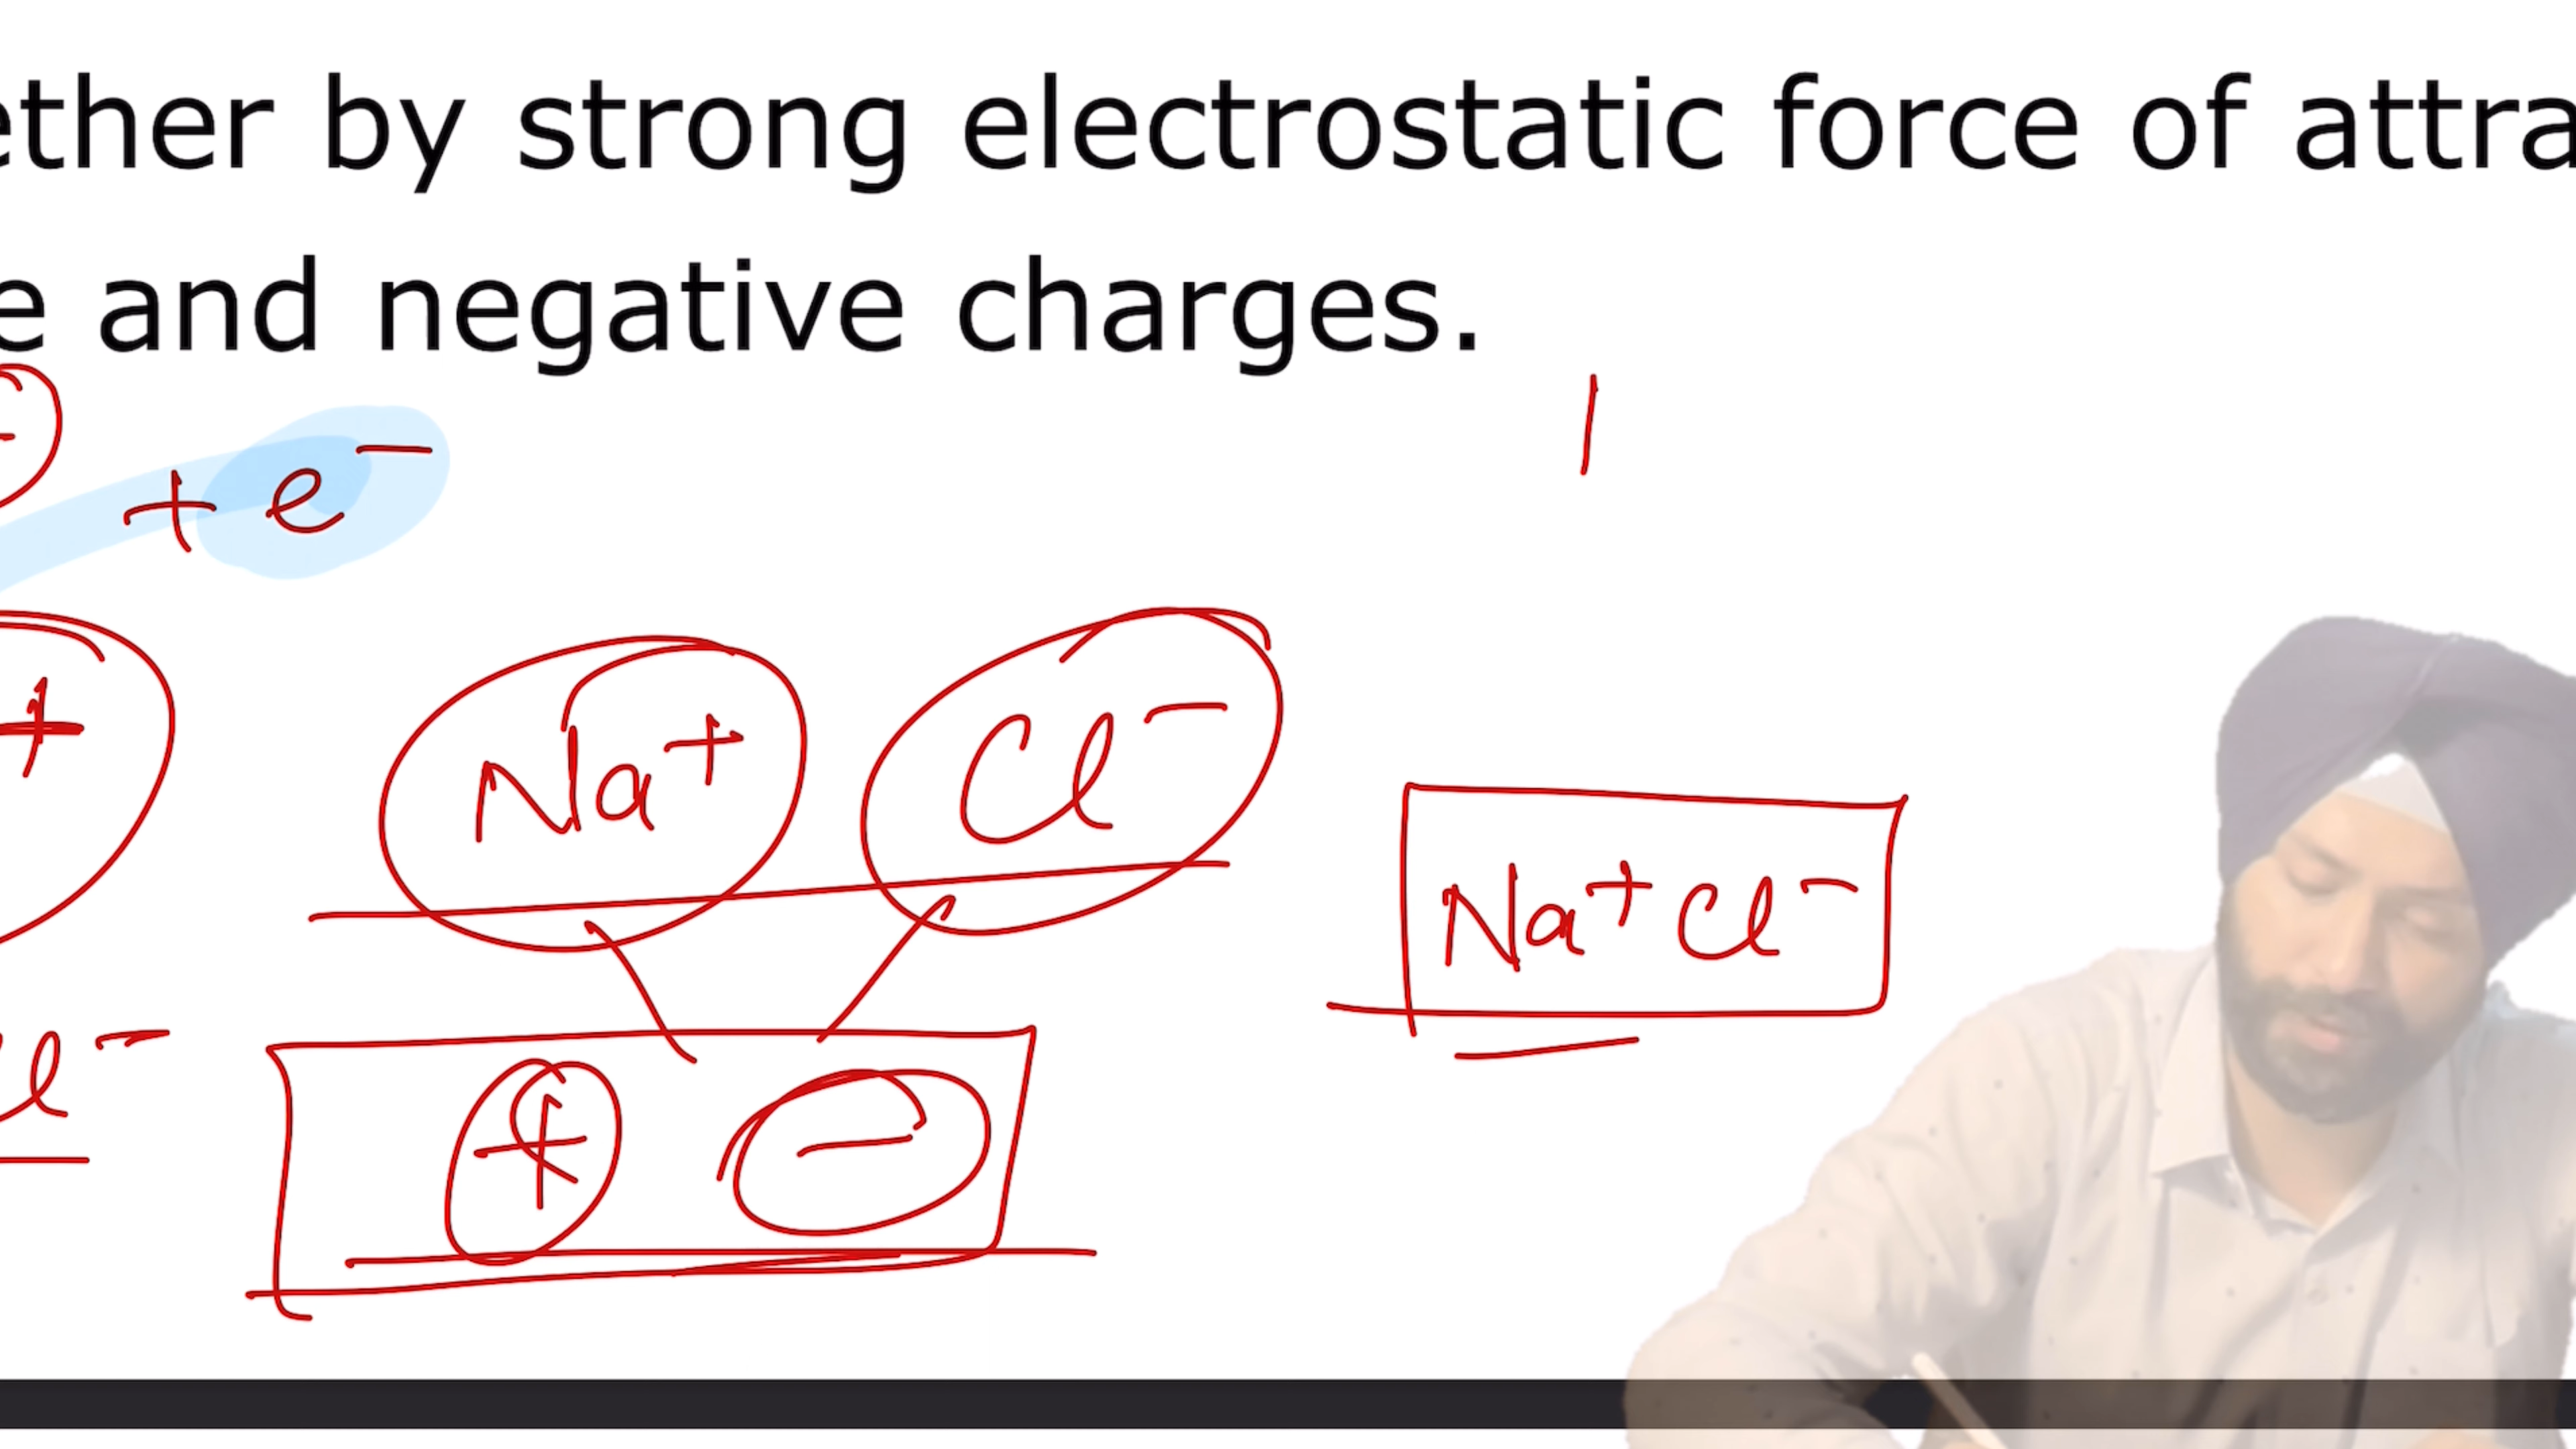 ether by strong electrostatic force of attra
e and negative charges.
+ e⁻
Na⁺ Cl⁻
+
Na⁺Cl⁻
l⁻
+ −